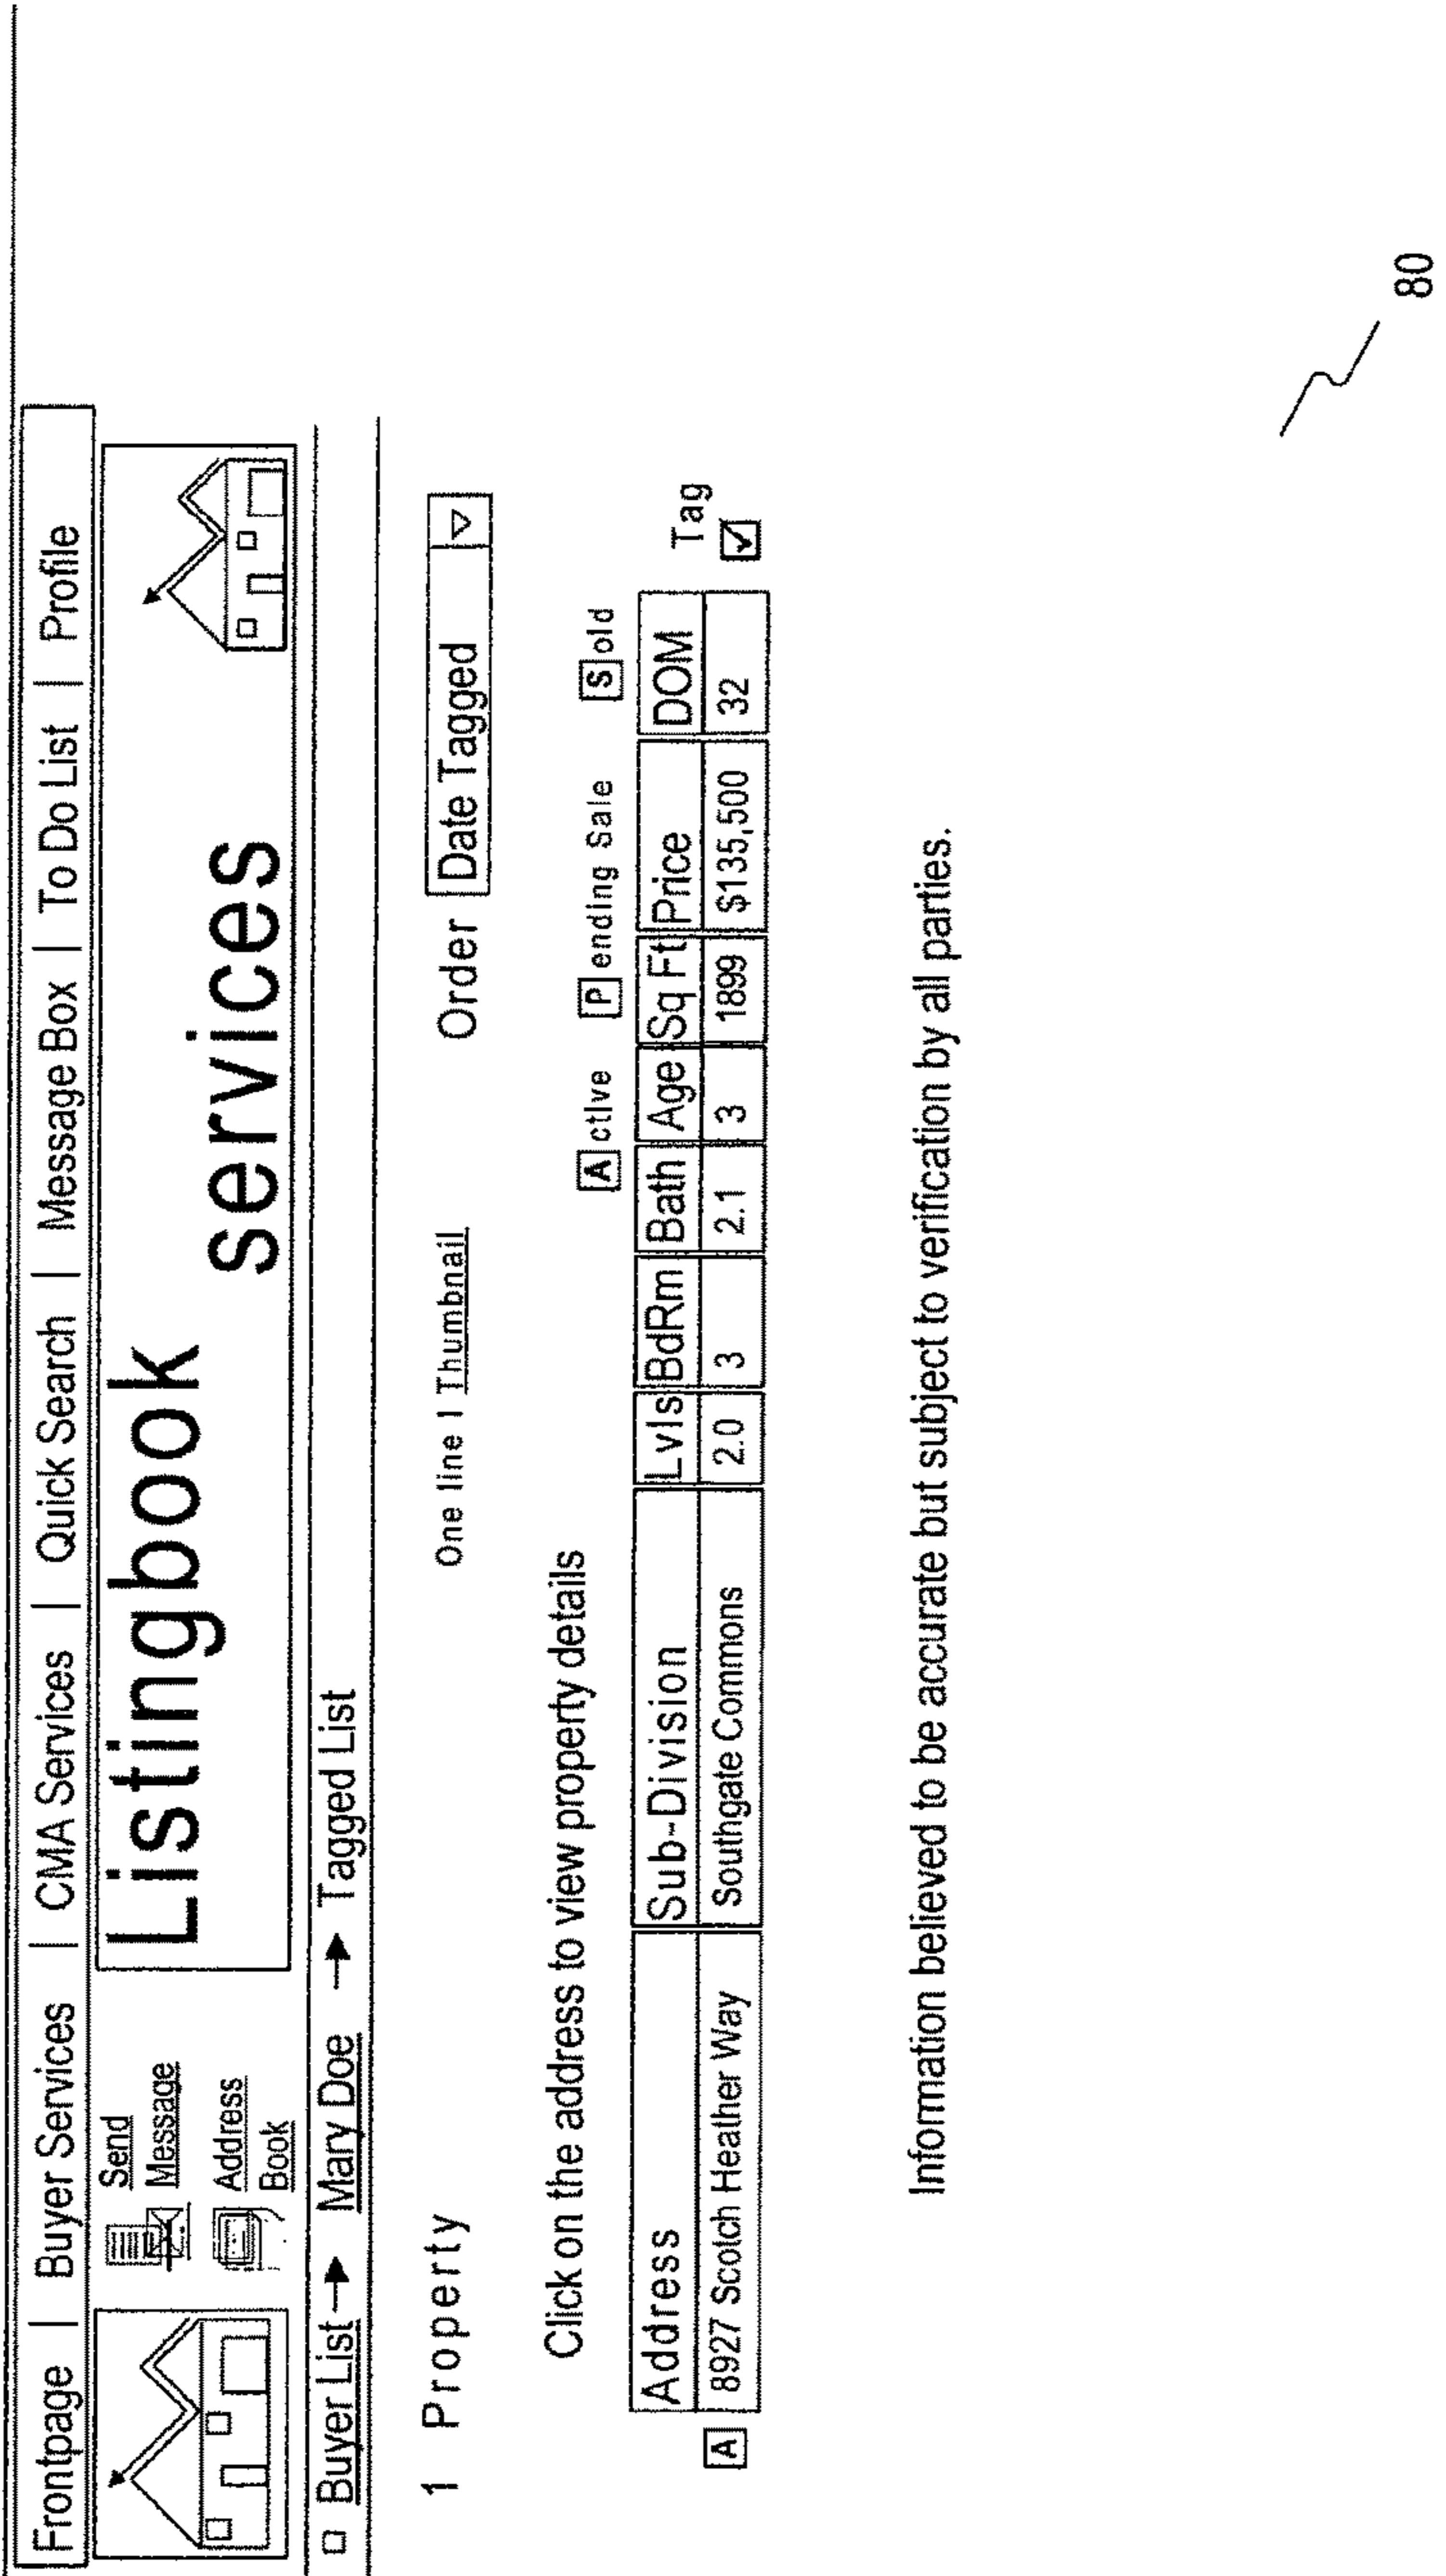 Frontpage | Buyer Services | CMA Services | Quick Search | Message Box | To Do List | Profile
Send
Message
Address
Book
Listingbook
services
Buyer List → Mary Doe → Tagged List
1 Property
One line | Thumbnail
Order Date Tagged
Click on the address to view property details
A ctive P ending Sale S old
Address Sub-Division Lvls BdRm Bath Age Sq Ft Price DOM Tag
A 8927 Scotch Heather Way Southgate Commons 2.0 3 2.1 3 1899 $135,500 32
Information believed to be accurate but subject to verification by all parties.
80